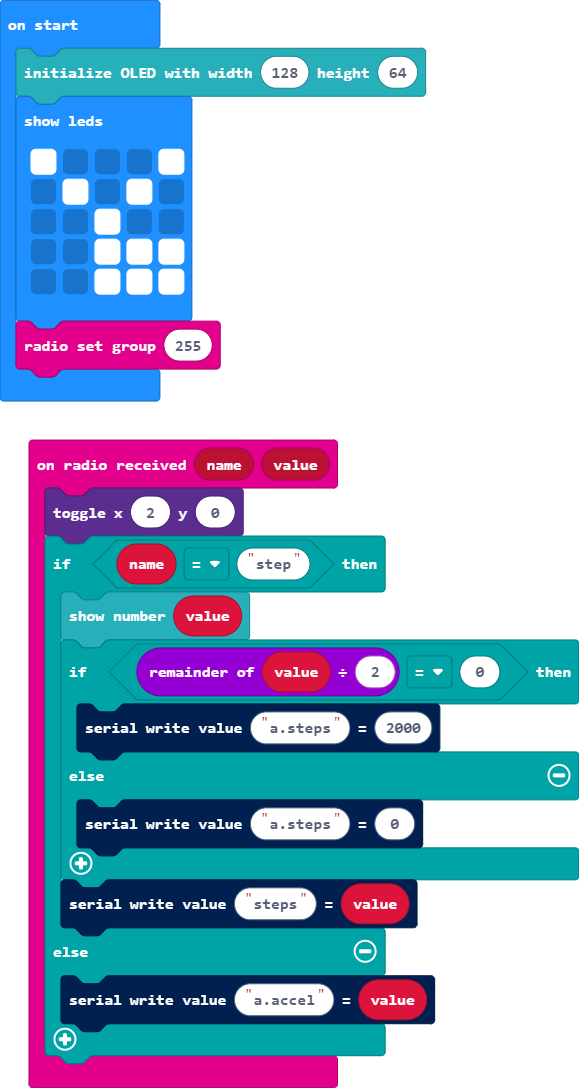 on start
initialize OLED with width 128 height 64
show leds
radio set group 255
on radio received name value
toggle x 2 y 0
if name = "step" then
show number value
if remainder of value ÷ 2 = 0 then
serial write value "a.steps" = 2000
else
serial write value "a.steps" = 0
serial write value "steps" = value
else
serial write value "a.accel" = value